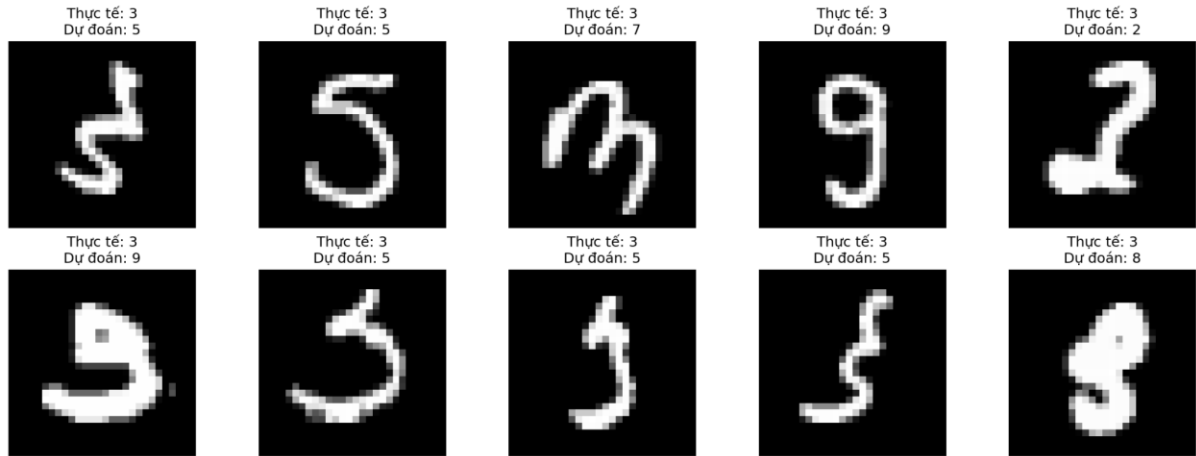 Thực tế: 3 Thực tế: 3 Thực tế: 3 Thực tế: 3 Thực tế: 3
Dự đoán: 5 Dự đoán: 5 Dự đoán: 7 Dự đoán: 9 Dự đoán: 2
Thực tế: 3 Thực tế: 3 Thực tế: 3 Thực tế: 3 Thực tế: 3
Dự đoán: 9 Dự đoán: 5 Dự đoán: 5 Dự đoán: 5 Dự đoán: 8